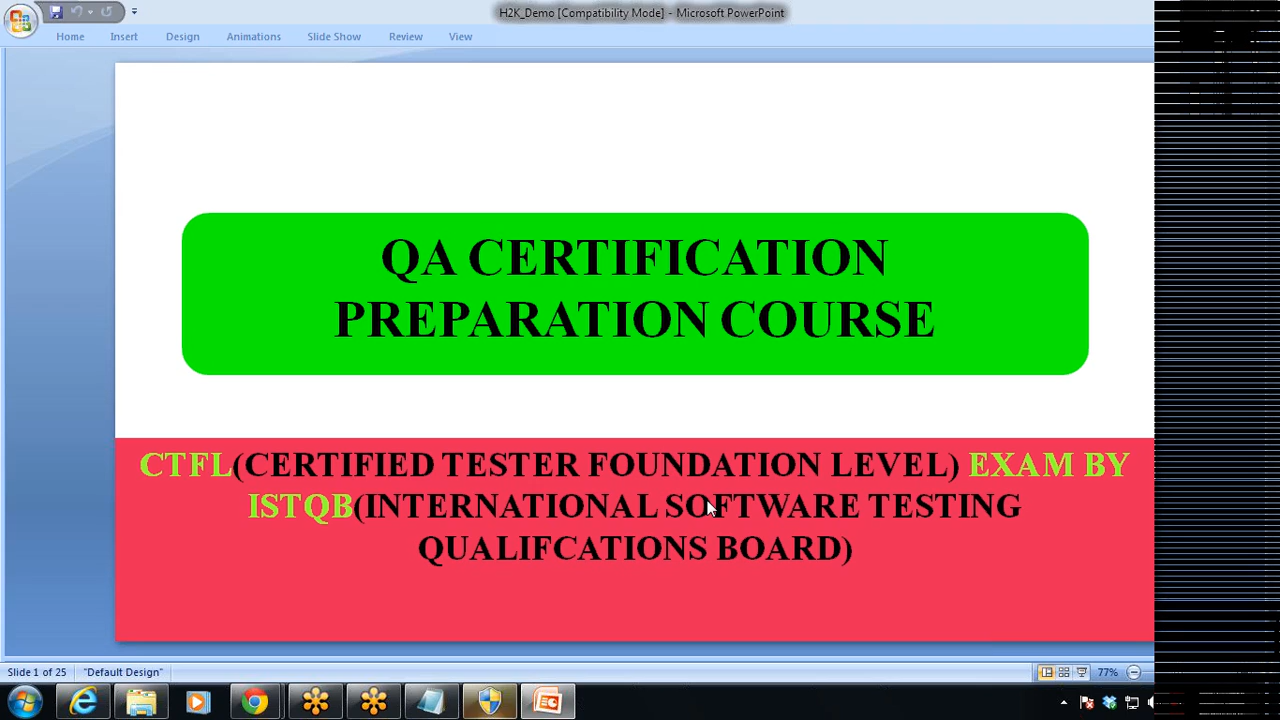 H2K_Demo [Compatibility Mode] - Microsoft PowerPoint
Home Insert Design Animations Slide Show Review View
QA CERTIFICATION
PREPARATION COURSE
CTFL(CERTIFIED TESTER FOUNDATION LEVEL) EXAM BY
ISTQB(INTERNATIONAL SOFTWARE TESTING
QUALIFCATIONS BOARD)
Slide 1 of 25 "Default Design" 77%